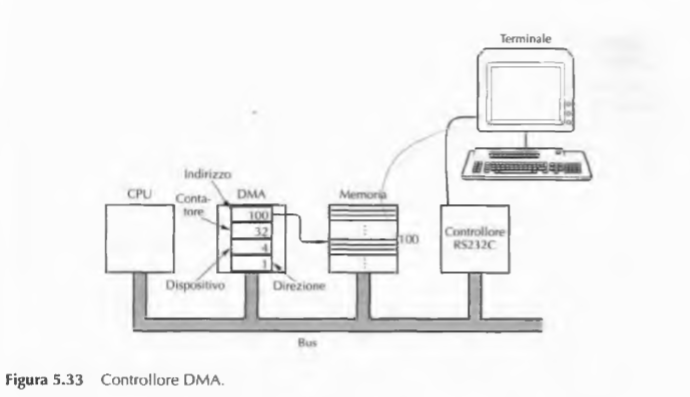 Terminale
Indirizzo
CPU
Conta-
tore
DMA
Memoria
100
32
4
1
100
Controllore
RS232C
Dispositivo
Direzione
Bus
Figura 5.33 Controllore DMA.